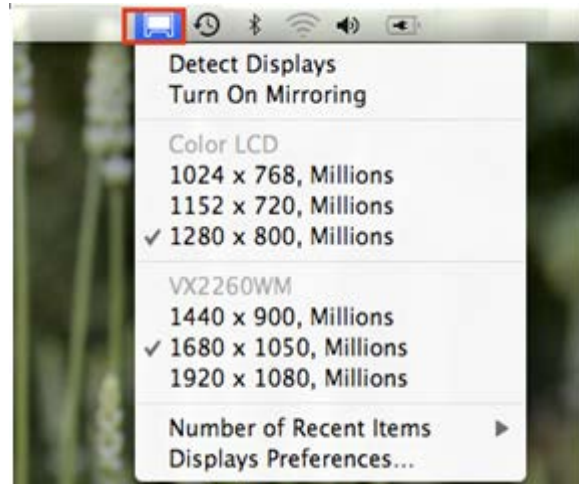 Detect Displays
Turn On Mirroring
Color LCD
1024 x 768, Millions
1152 x 720, Millions
1280 x 800, Millions
VX2260WM
1440 x 900, Millions
1680 x 1050, Millions
1920 x 1080, Millions
Number of Recent Items
Displays Preferences...